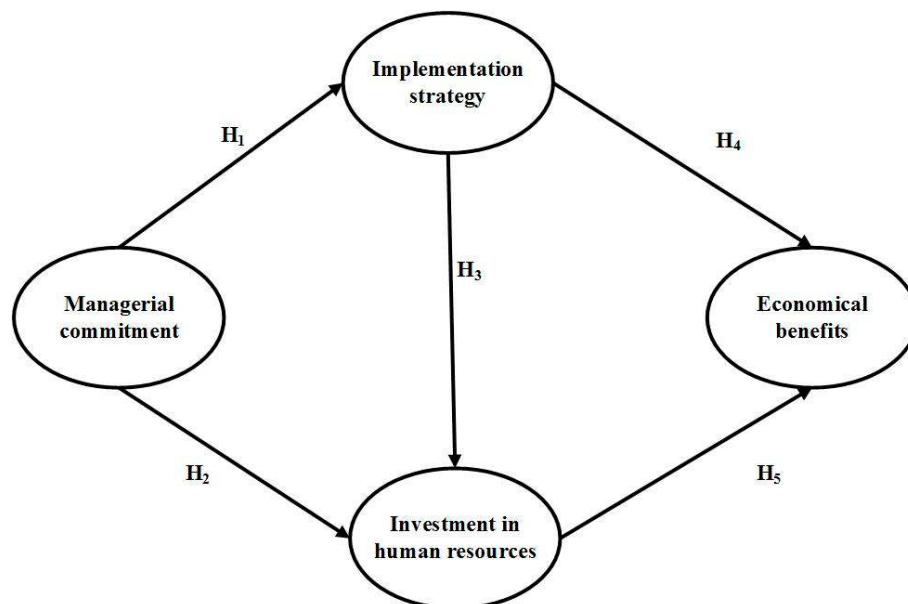 Implementation
strategy
H₁
H₄
H₃
Managerial
commitment
Economical
benefits
H₂
H₅
Investment in
human resources